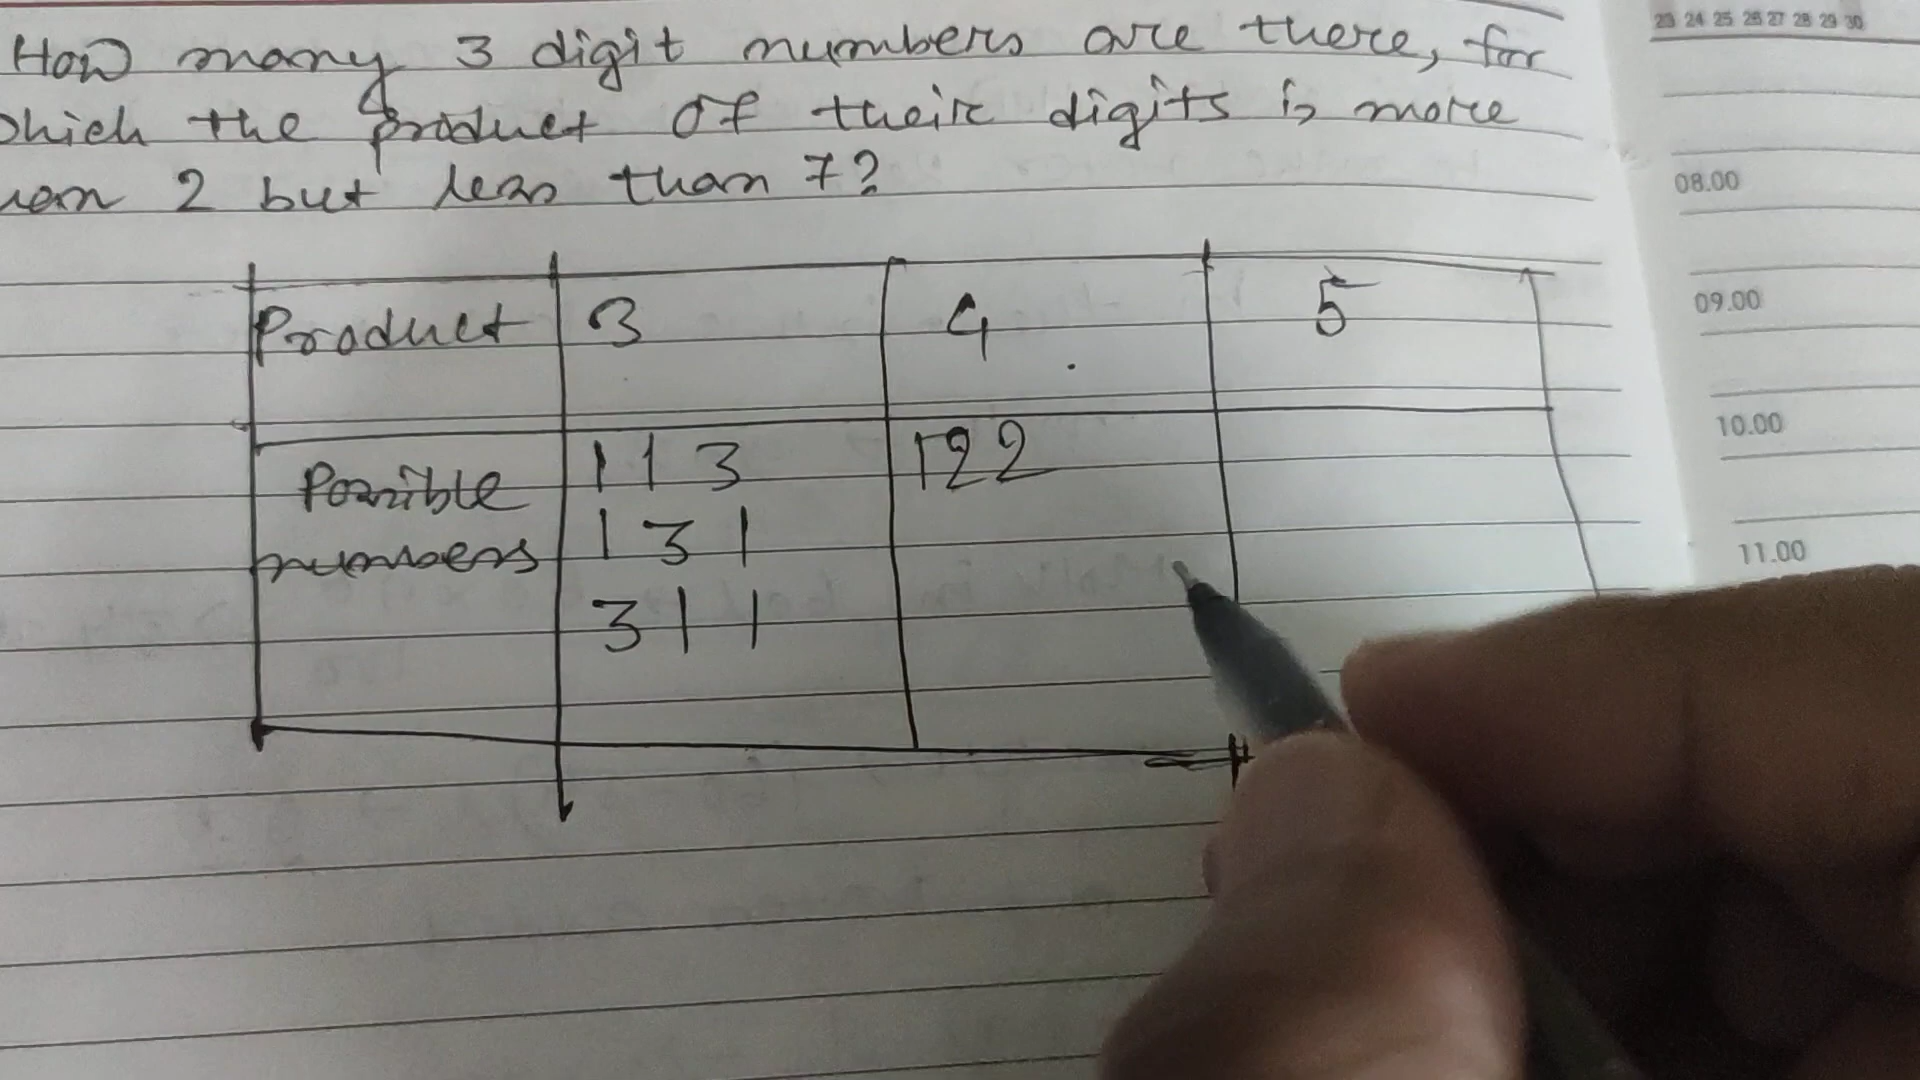 How many 3 digit numbers are there, for
which the product of their digits is more
2 but less than 7?
Product 3 4 5
Possible 113 122
numbers 131
311
23 24 25 26 27 28 29 30
08.00
09.00
10.00
11.00